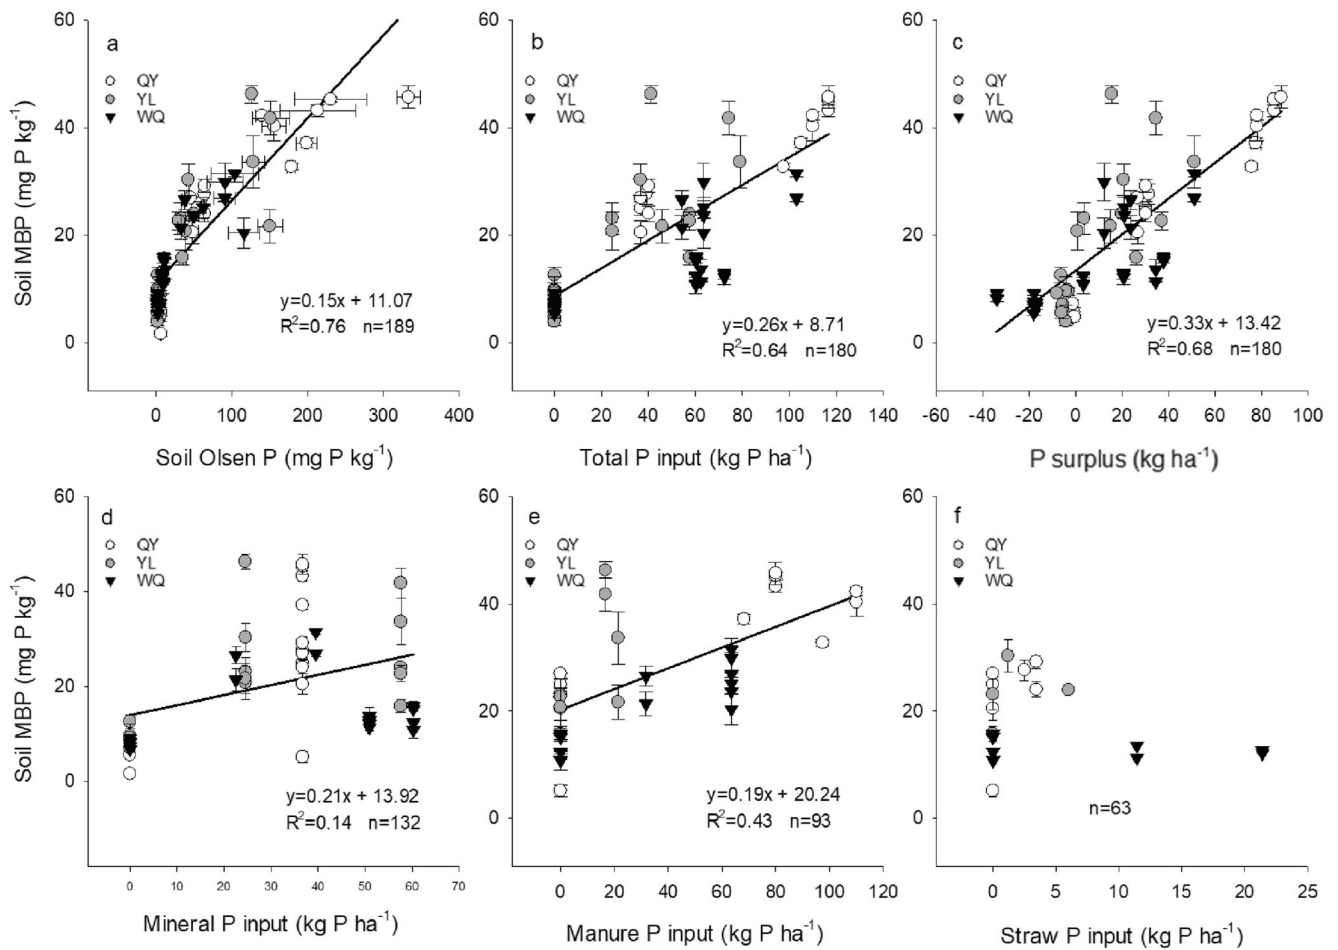 60
40
20
0
Soil MBP (mg P kg⁻¹)
a
QY
YL
WQ
y=0.15x + 11.07
R²=0.76 n=189
0 100 200 300 400
Soil Olsen P (mg P kg⁻¹)
60
40
20
0
b
QY
YL
WQ
y=0.26x + 8.71
R²=0.64 n=180
0 20 40 60 80 100 120 140
Total P input (kg P ha⁻¹)
60
40
20
0
c
QY
YL
WQ
y=0.33x + 13.42
R²=0.68 n=180
-60 -40 -20 0 20 40 60 80 100
P surplus (kg ha⁻¹)
60
40
20
0
Soil MBP (mg P kg⁻¹)
d
QY
YL
WQ
y=0.21x + 13.92
R²=0.14 n=132
0 10 20 30 40 50 60 70
Mineral P input (kg P ha⁻¹)
60
40
20
0
e
QY
YL
WQ
y=0.19x + 20.24
R²=0.43 n=93
0 20 40 60 80 100 120
Manure P input (kg P ha⁻¹)
60
40
20
0
f
QY
YL
WQ
n=63
0 5 10 15 20 25
Straw P input (kg P ha⁻¹)